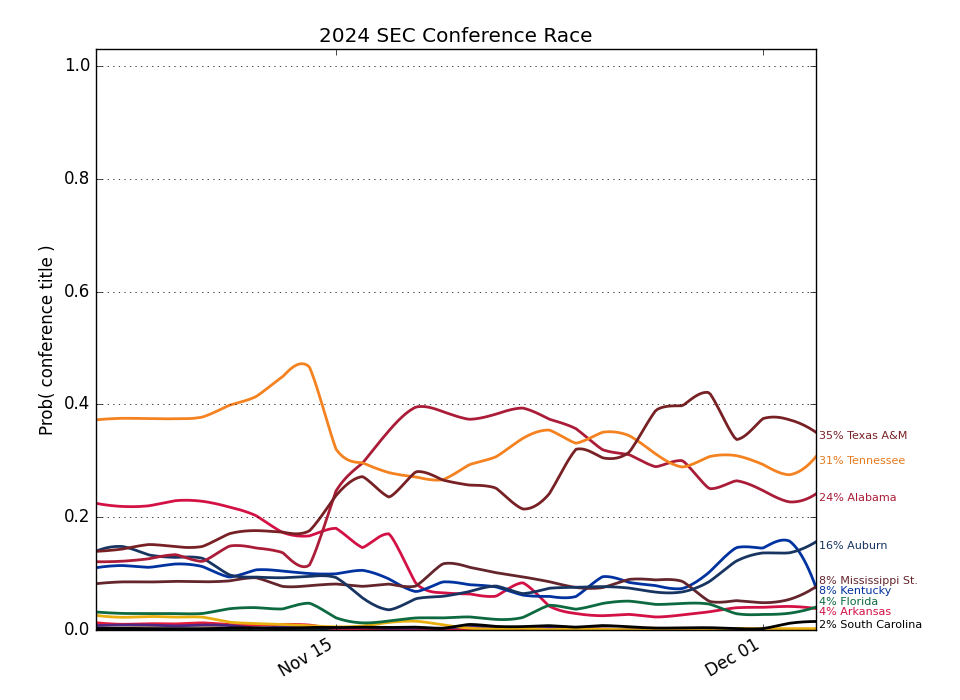 2024 SEC Conference Race
Prob( conference title )
1.0
0.8
0.6
0.4
0.2
0.0
Nov 15
Dec 01
35% Texas A&M
31% Tennessee
24% Alabama
16% Auburn
8% Mississippi St.
8% Kentucky
4% Florida
4% Arkansas
2% South Carolina